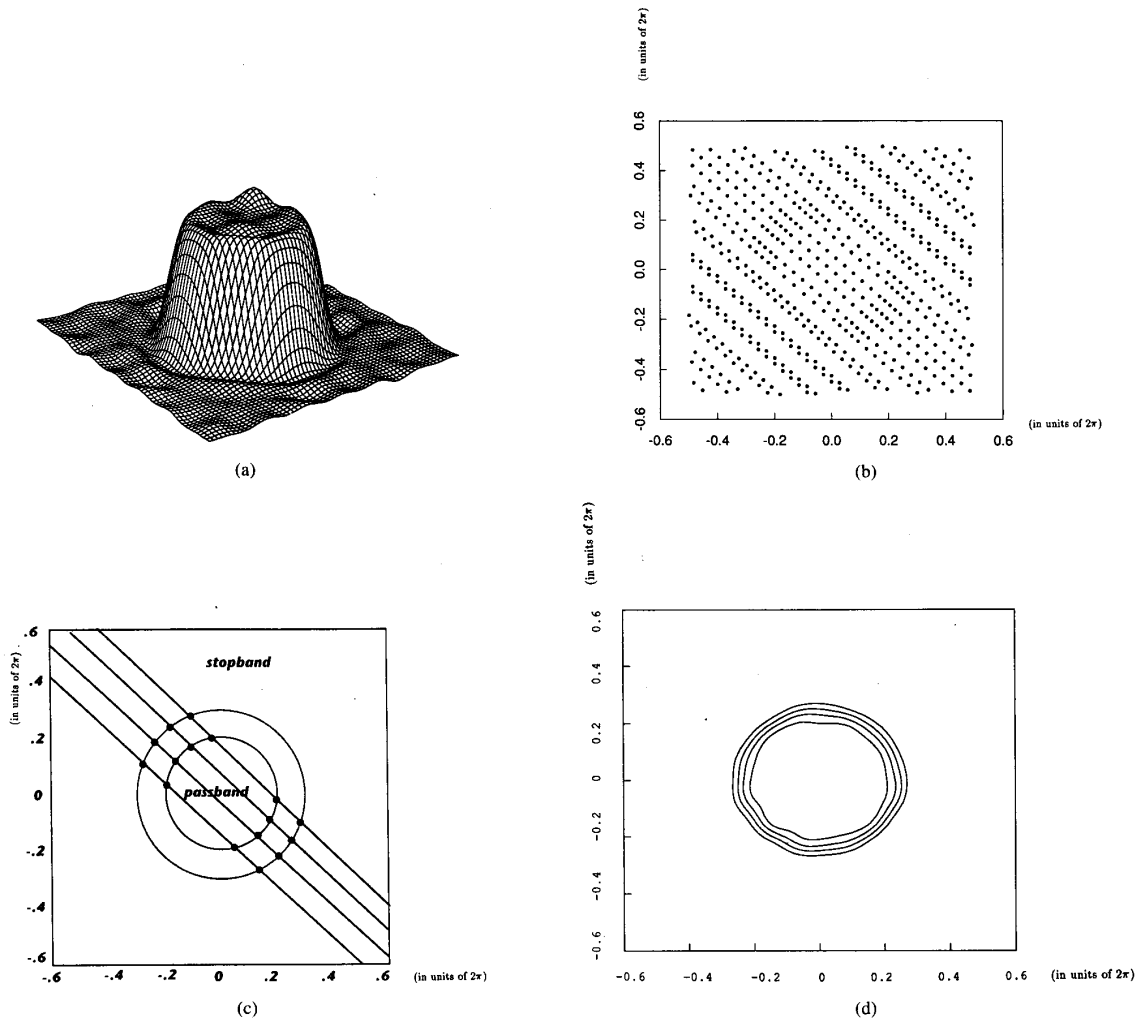 (in units of 2π)
0.6
0.4
0.2
0.0
-0.2
-0.4
-0.6
-0.6 -0.4 -0.2 0.0 0.2 0.4 0.6
(in units of 2π)
(a)
(b)
(in units of 2π)
.6
.4
.2
0
-.2
-.4
-.6
stopband
passband
-.6 -.4 -.2 0 .2 .4 .6
(in units of 2π)
(c)
(in units of 2π)
0.6
0.4
0.2
0
-0.2
-0.4
-0.6
-0.6 -0.4 -0.2 0 0.2 0.4 0.6
(in units of 2π)
(d)